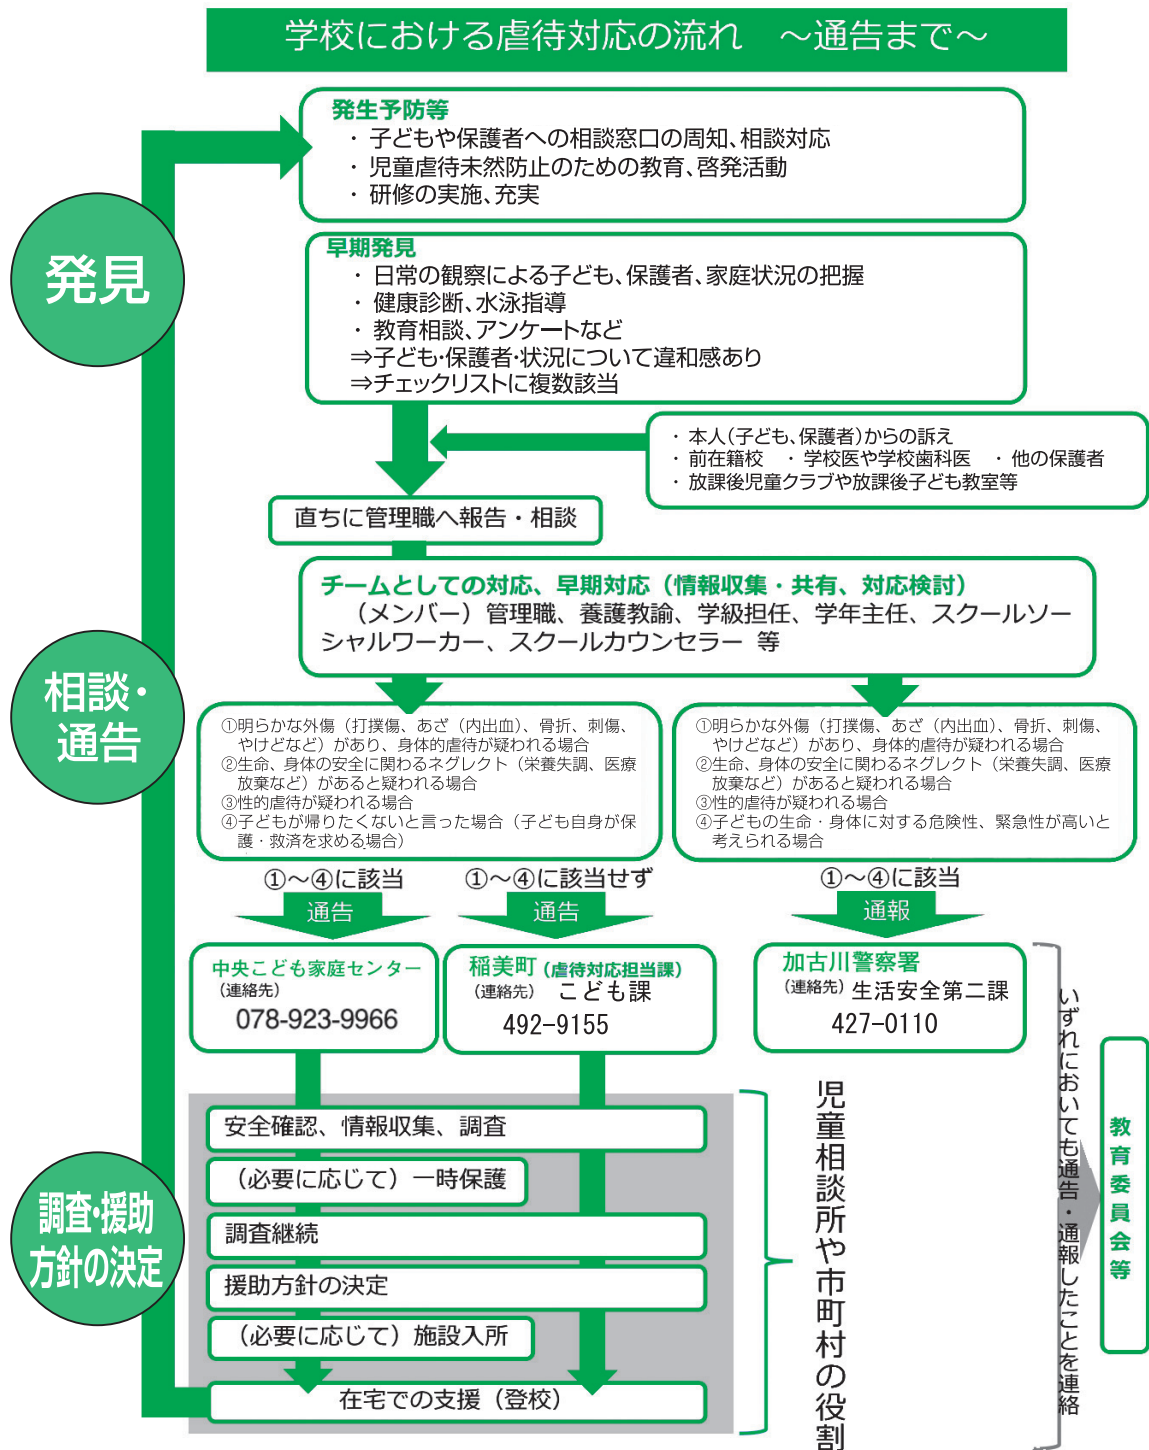 学校における虐待対応の流れ　～通告まで～
発生予防等
・ 子どもや保護者への相談窓口の周知、相談対応
・ 児童虐待未然防止のための教育、啓発活動
・ 研修の実施、充実
発見
早期発見
・ 日常の観察による子ども、保護者、家庭状況の把握
・ 健康診断、水泳指導
・ 教育相談、アンケートなど
⇒子ども・保護者・状況について違和感あり
⇒チェックリストに複数該当
・ 本人（子ども、保護者）からの訴え
・ 前在籍校　・ 学校医や学校歯科医　・ 他の保護者
・ 放課後児童クラブや放課後子ども教室等
直ちに管理職へ報告・相談
チームとしての対応、早期対応（情報収集・共有、対応検討）
（メンバー）管理職、養護教諭、学級担任、学年主任、スクールソー
シャルワーカー、スクールカウンセラー 等
相談・
通告
①明らかな外傷（打撲傷、あざ（内出血）、骨折、刺傷、
やけどなど）があり、身体的虐待が疑われる場合
②生命、身体の安全に関わるネグレクト（栄養失調、医療
放棄など）があると疑われる場合
③性的虐待が疑われる場合
④子どもが帰りたくないと言った場合（子ども自身が保
護・救済を求める場合）
①明らかな外傷（打撲傷、あざ（内出血）、骨折、刺傷、
やけどなど）があり、身体的虐待が疑われる場合
②生命、身体の安全に関わるネグレクト（栄養失調、医療
放棄など）があると疑われる場合
③性的虐待が疑われる場合
④子どもの生命・身体に対する危険性、緊急性が高いと
考えられる場合
①～④に該当
①～④に該当せず
①～④に該当
通告
通告
通報
中央こども家庭センター
（連絡先）
078-923-9966
稲美町（虐待対応担当課）
（連絡先） こども課
492-9155
加古川警察署
（連絡先） 生活安全第二課
427-0110
いずれにおいても通告・通報したことを連絡
教育委員会等
調査・援助
方針の決定
安全確認、情報収集、調査
（必要に応じて）一時保護
調査継続
援助方針の決定
（必要に応じて）施設入所
在宅での支援（登校）
児童相談所や市町村の役割